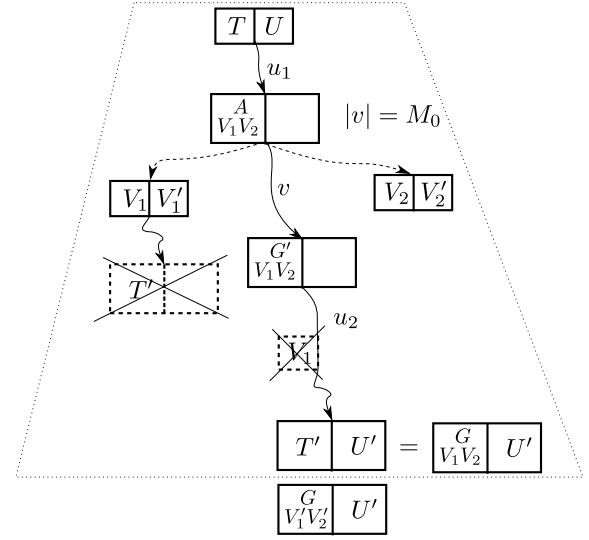 T U
u₁
A
V₁V₂
|v| = M₀
V₁ V₁′
v
V₂ V₂′
G′
V₁V₂
T′
u₂
V₁
T′ U′ = G U′
V₁V₂
G
V₁′V₂′ U′